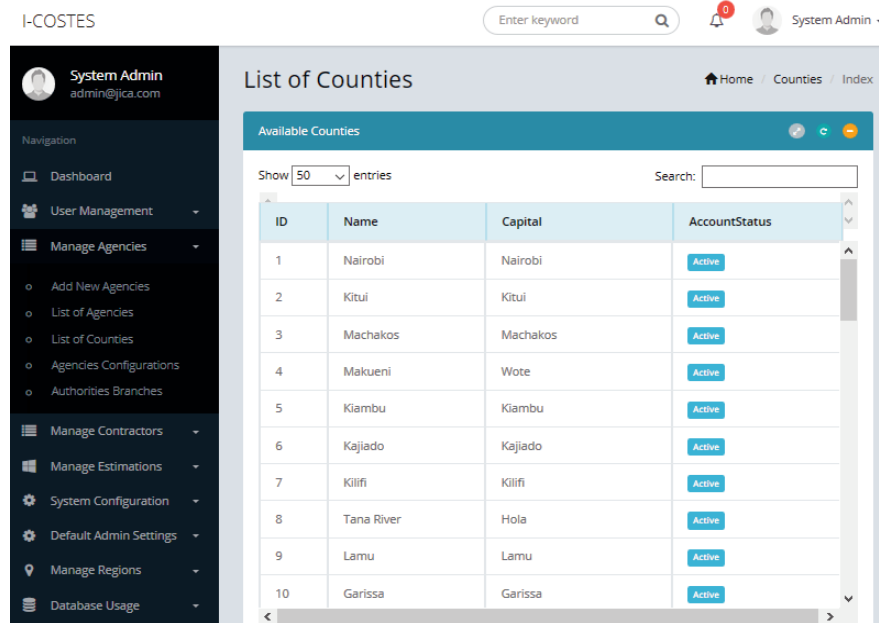 I-COSTES
Enter keyword
0
System Admin
System Admin
admin@jica.com
Navigation
Dashboard
User Management
Manage Agencies
Add New Agencies
List of Agencies
List of Counties
Agencies Configurations
Authorities Branches
Manage Contractors
Manage Estimations
System Configuration
Default Admin Settings
Manage Regions
Database Usage
List of Counties
Home / Counties / Index
Available Counties
Show 50 entries
Search:
ID Name Capital AccountStatus
1 Nairobi Nairobi Active
2 Kitui Kitui Active
3 Machakos Machakos Active
4 Makueni Wote Active
5 Kiambu Kiambu Active
6 Kajiado Kajiado Active
7 Kilifi Kilifi Active
8 Tana River Hola Active
9 Lamu Lamu Active
10 Garissa Garissa Active